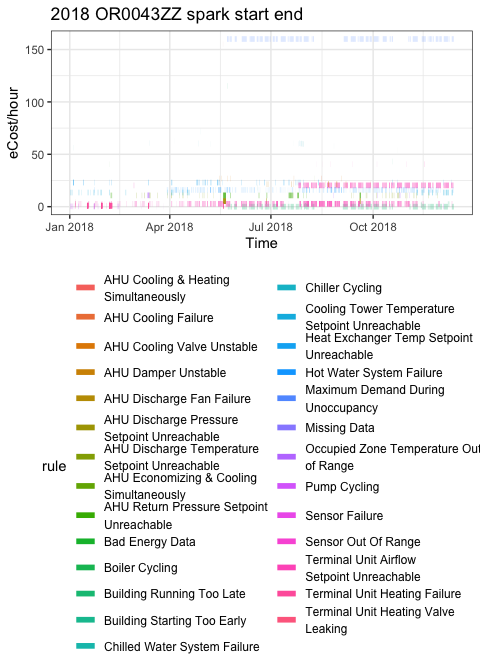 2018 OR0043ZZ spark start end
eCost/hour
150
100
50
0
Jan 2018
Apr 2018
Jul 2018
Oct 2018
Time
rule
AHU Cooling & Heating
Simultaneously
AHU Cooling Failure
AHU Cooling Valve Unstable
AHU Damper Unstable
AHU Discharge Fan Failure
AHU Discharge Pressure
Setpoint Unreachable
AHU Discharge Temperature
Setpoint Unreachable
AHU Economizing & Cooling
Simultaneously
AHU Return Pressure Setpoint
Unreachable
Bad Energy Data
Boiler Cycling
Building Running Too Late
Building Starting Too Early
Chilled Water System Failure
Chiller Cycling
Cooling Tower Temperature
Setpoint Unreachable
Heat Exchanger Temp Setpoint
Unreachable
Hot Water System Failure
Maximum Demand During
Unoccupancy
Missing Data
Occupied Zone Temperature Out
of Range
Pump Cycling
Sensor Failure
Sensor Out Of Range
Terminal Unit Airflow
Setpoint Unreachable
Terminal Unit Heating Failure
Terminal Unit Heating Valve
Leaking